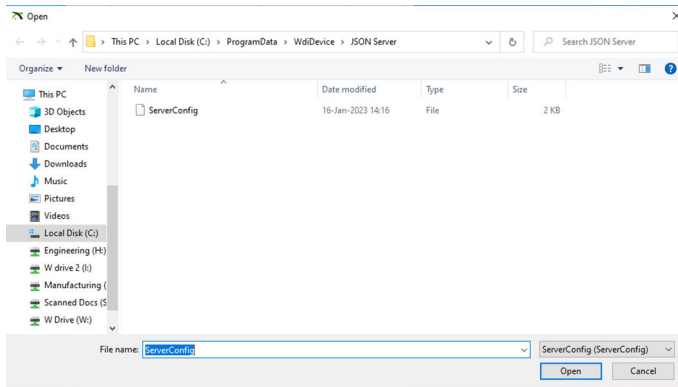 Open
This PC > Local Disk (C:) > ProgramData > WdiDevice > JSON Server
Search JSON Server
Organize
New folder
Name
Date modified
Type
Size
ServerConfig
16-Jan-2023 14:16
File
2 KB
This PC
3D Objects
Desktop
Documents
Downloads
Music
Pictures
Videos
Local Disk (C:)
Engineering (H:)
W drive 2 (I:)
Manufacturing (
Scanned Docs (S
W Drive (W:)
File name:
ServerConfig
ServerConfig (ServerConfig)
Open
Cancel